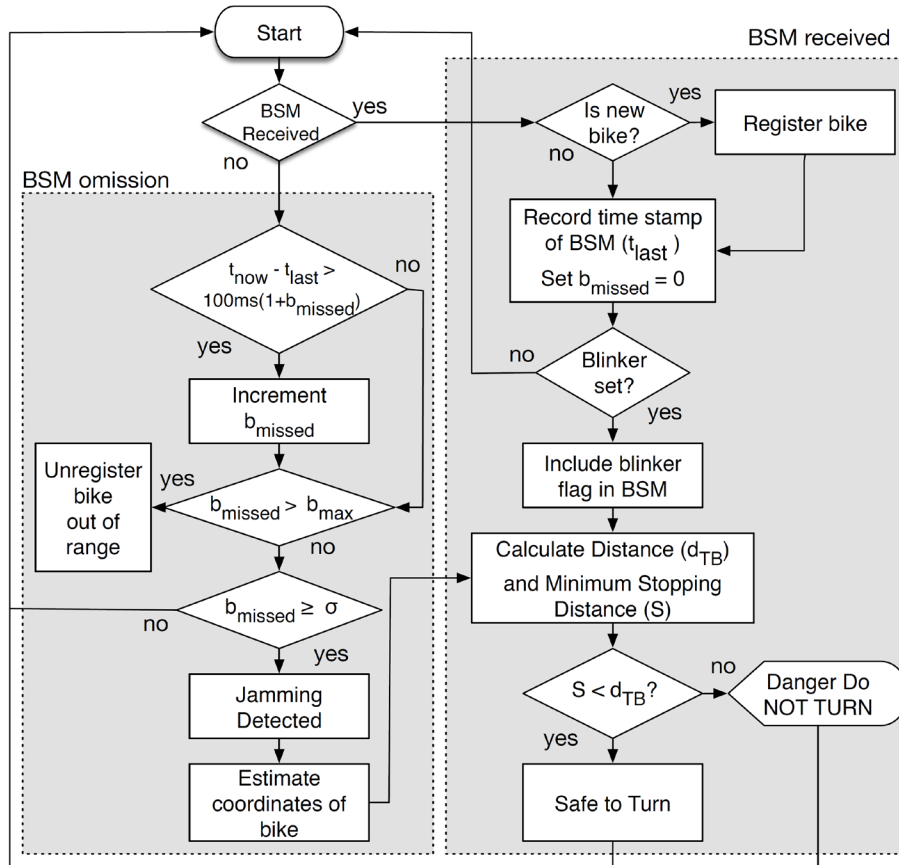 Start
BSM received
BSM
Received
yes
no
Is new
bike?
yes
no
Register bike
BSM omission
Record time stamp
of BSM (t_last)
Set b_missed = 0
t_now - t_last >
100ms(1+b_missed)
no
yes
Blinker
set?
no
yes
Increment
b_missed
Include blinker
flag in BSM
Unregister
bike
out of
range
yes
b_missed > b_max
no
Calculate Distance (d_TB)
and Minimum Stopping
Distance (S)
b_missed ≥ σ
no
yes
Jamming
Detected
S < d_TB?
no
yes
Danger Do
NOT TURN
Estimate
coordinates of
bike
Safe to Turn